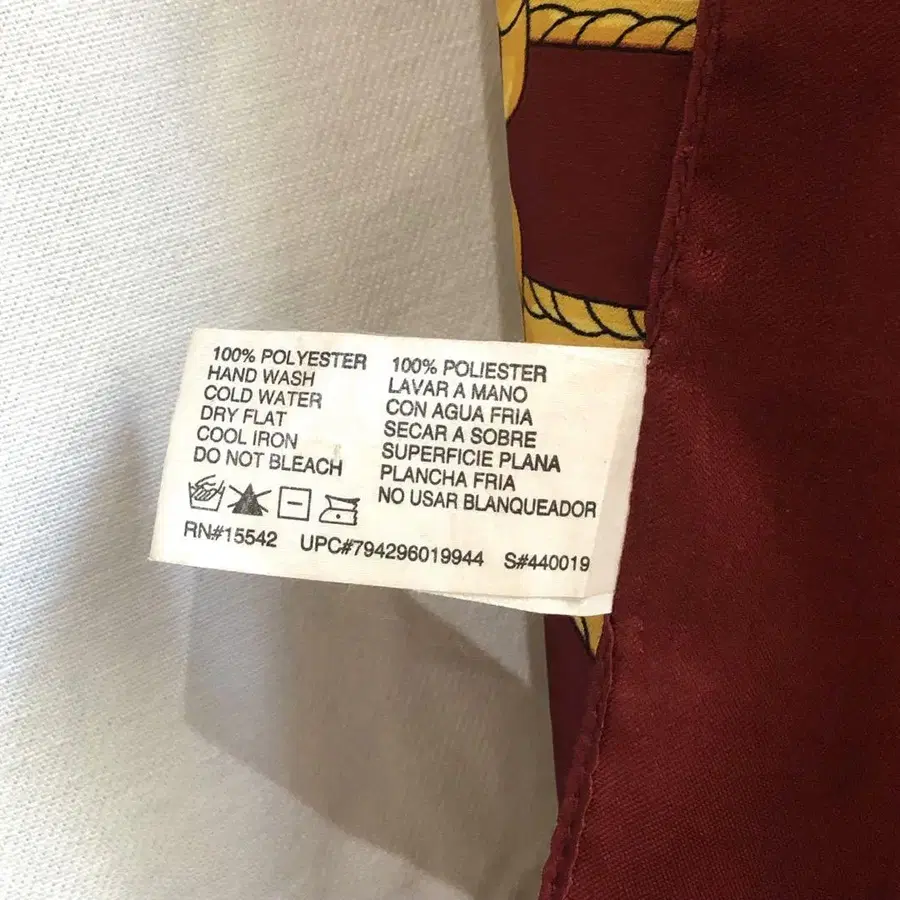 100% POLYESTER
HAND WASH
COLD WATER
DRY FLAT
COOL IRON
DO NOT BLEACH
100% POLIESTER
LAVAR A MANO
CON AGUA FRIA
SECAR A SOBRE
SUPERFICIE PLANA
PLANCHA FRIA
NO USAR BLANQUEADOR
RN#15542 UPC#794296019944 S#440019